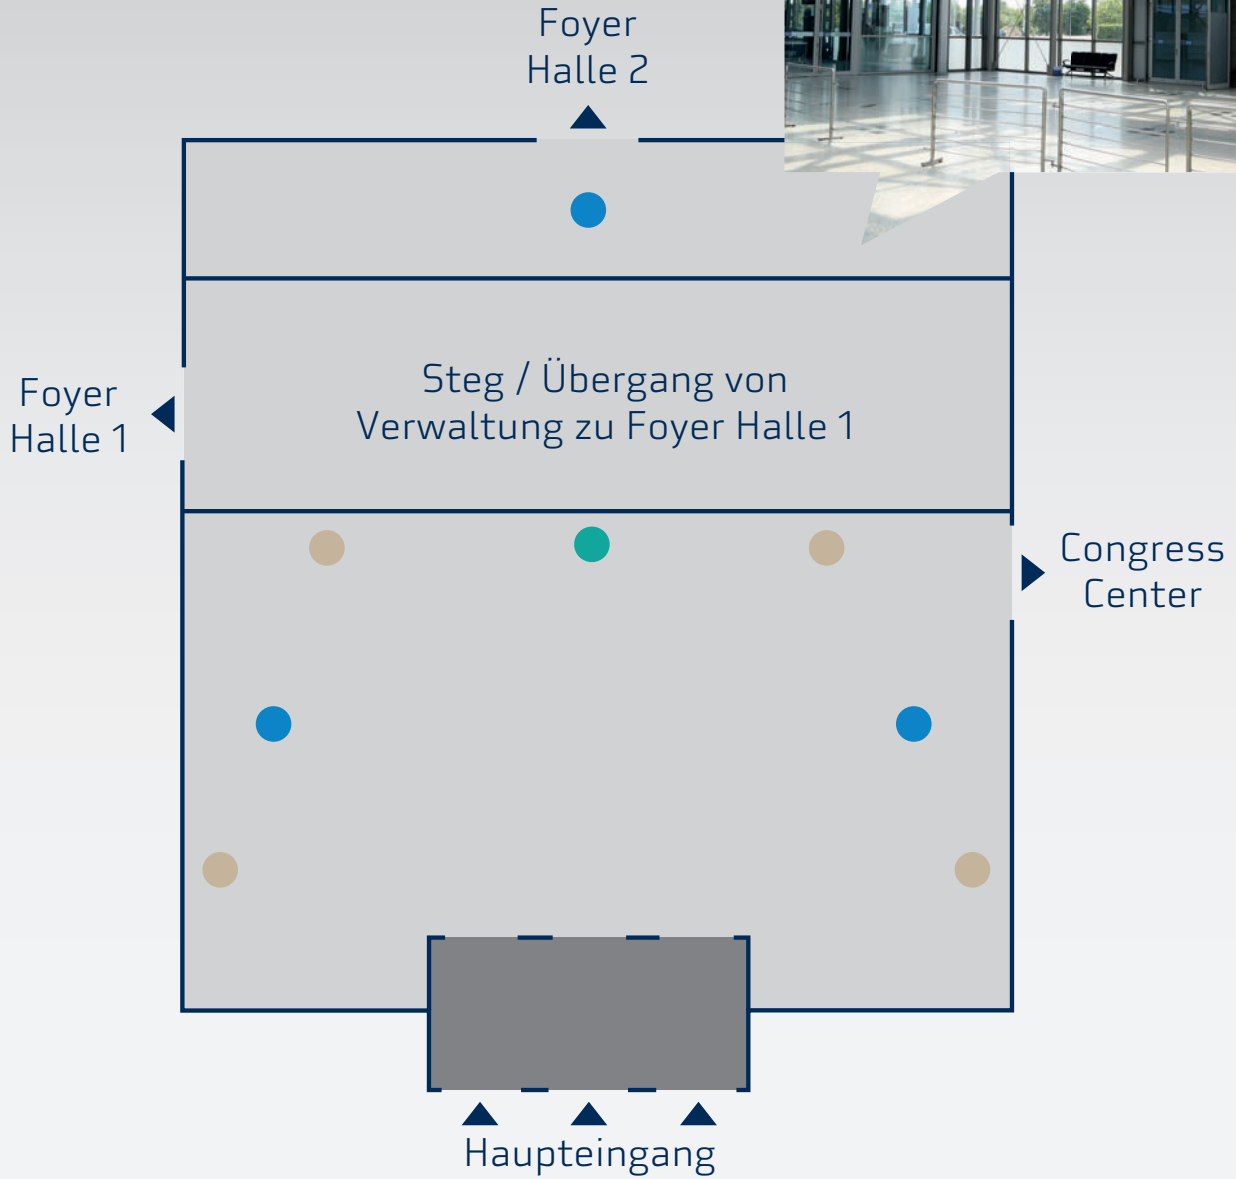 Foyer
Halle 2
Steg / Übergang von
Verwaltung zu Foyer Halle 1
Foyer
Halle 1
Congress
Center
Haupteingang